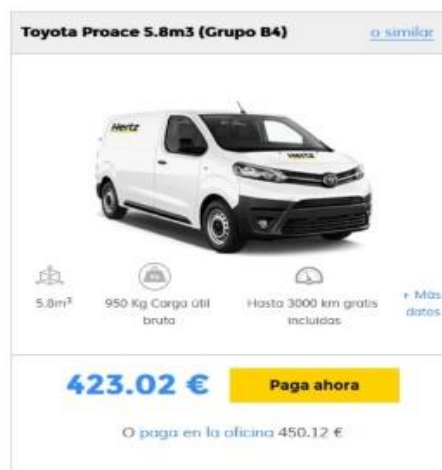 Toyota Proace 5.8m3 (Grupo B4) o similar
Hertz
Hertz
5.8m³ 950 Kg Carga útil bruta Hasta 3000 km gratis incluidas + Más datos
423.02 € Paga ahora
O paga en la oficina 450.12 €